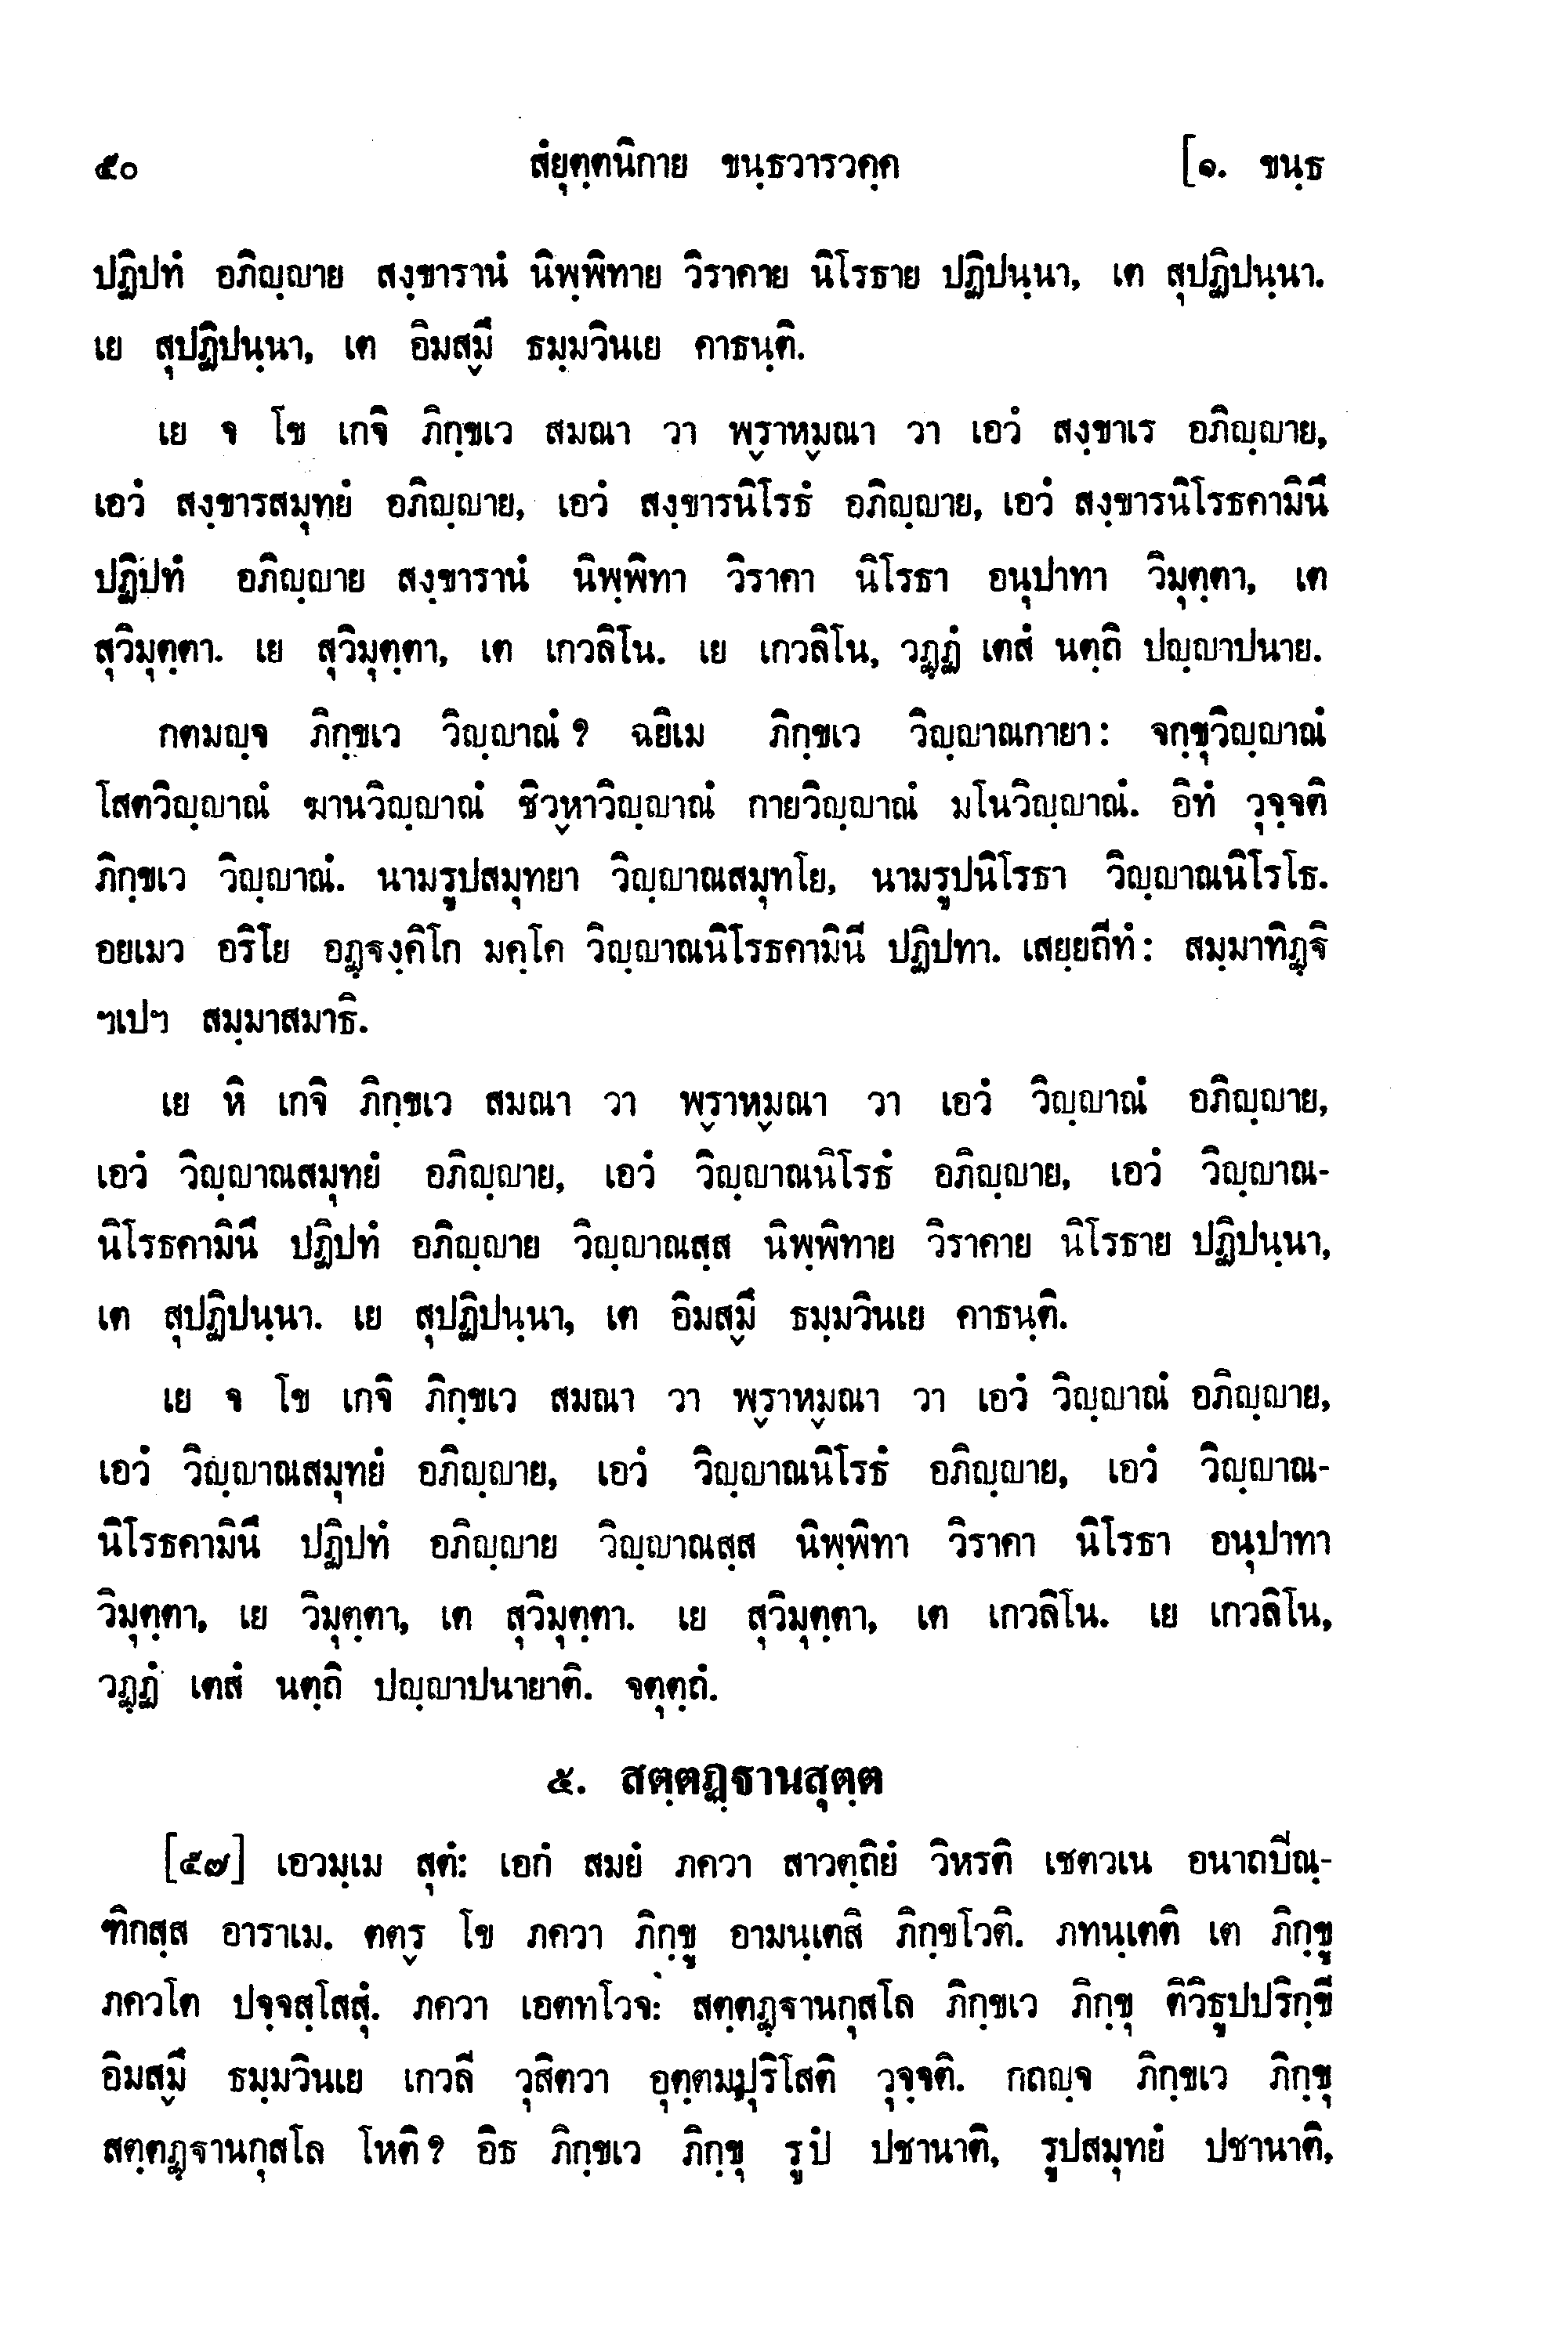 ๕๐ สํยุตฺตนิกาย ขนฺธวารวคฺค [๑. ขนฺธ
ปฏิปทํ อภิญฺญาย สงฺขารานํ นิพฺพิทาย วิราคาย นิโรธาย ปฏิปนฺนา, เต สุปฏิปนฺนา.
เย สุปฏิปนฺนา, เต อิมสฺมึ ธมฺมวินเย คาธนฺติ.
เย จ โข เกจิ ภิกฺขเว สมณา วา พฺราหฺมณา วา เอวํ สงฺขาเร อภิญฺญาย,
เอวํ สงฺขารสมุทยํ อภิญฺญาย, เอวํ สงฺขารนิโรธํ อภิญฺญาย, เอวํ สงฺขารนิโรธคามินึ
ปฏิปทํ อภิญฺญาย สงฺขารานํ นิพฺพิทา วิราคา นิโรธา อนุปาทา วิมุตฺตา, เต
สุวิมุตฺตา. เย สุวิมุตฺตา, เต เกวลิโน. เย เกวลิโน, วฏฺฏํ เตสํ นตฺถิ ปญฺญาปนาย.
กตมญฺจ ภิกฺขเว วิญฺญาณํ ? ฉยิเม ภิกฺขเว วิญฺญาณกายา : จกฺขุวิญฺญาณํ
โสตวิญฺญาณํ ฆานวิญฺญาณํ ชิวฺหาวิญฺญาณํ กายวิญฺญาณํ มโนวิญฺญาณํ. อิทํ วุจฺจติ
ภิกฺขเว วิญฺญาณํ. นามรูปสมุทยา วิญฺญาณสมุทโย, นามรูปนิโรธา วิญฺญาณนิโรโธ.
อยเมว อริโย อฏฺฐงฺคิโก มคฺโค วิญฺญาณนิโรธคามินี ปฏิปทา. เสยฺยถีทํ : สมฺมาทิฏฺฐิ
ฯเปฯ สมฺมาสมาธิ.
เย หิ เกจิ ภิกฺขเว สมณา วา พฺราหฺมณา วา เอวํ วิญฺญาณํ อภิญฺญาย,
เอวํ วิญฺญาณสมุทยํ อภิญฺญาย, เอวํ วิญฺญาณนิโรธํ อภิญฺญาย, เอวํ วิญฺญาณ-
นิโรธคามินึ ปฏิปทํ อภิญฺญาย วิญฺญาณสฺส นิพฺพิทาย วิราคาย นิโรธาย ปฏิปนฺนา,
เต สุปฏิปนฺนา. เย สุปฏิปนฺนา, เต อิมสฺมึ ธมฺมวินเย คาธนฺติ.
เย จ โข เกจิ ภิกฺขเว สมณา วา พฺราหฺมณา วา เอวํ วิญฺญาณํ อภิญฺญาย,
เอวํ วิญฺญาณสมุทยํ อภิญฺญาย, เอวํ วิญฺญาณนิโรธํ อภิญฺญาย, เอวํ วิญฺญาณ-
นิโรธคามินึ ปฏิปทํ อภิญฺญาย วิญฺญาณสฺส นิพฺพิทา วิราคา นิโรธา อนุปาทา
วิมุตฺตา, เย วิมุตฺตา, เต สุวิมุตฺตา. เย สุวิมุตฺตา, เต เกวลิโน. เย เกวลิโน,
วฏฺฏํ เตสํ นตฺถิ ปญฺญาปนายาติ. จตุตฺถํ.
๕. สตฺตฏฺฐานสุตฺต
[๕๗] เอวมฺเม สุตํ: เอกํ สมยํ ภควา สาวตฺถิยํ วิหรติ เชตวเน อนาถปิณฺ-
ฑิกสฺส อาราเม. ตตฺร โข ภควา ภิกฺขู อามนฺเตสิ ภิกฺขโวติ. ภทนฺเตติ เต ภิกฺขู
ภควโต ปจฺจสฺโสสุํ. ภควา เอตทโวจ: สตฺตฏฺฐานกุสโล ภิกฺขเว ภิกฺขุ ติวิธูปปริกฺขี
อิมสฺมึ ธมฺมวินเย เกวลี วุสิตวา อุตฺตมปุริโสติ วุจฺจติ. กถญฺจ ภิกฺขเว ภิกฺขุ
สตฺตฏฺฐานกุสโล โหติ ? อิธ ภิกฺขเว ภิกฺขุ รูปํ ปชานาติ, รูปสมุทยํ ปชานาติ,